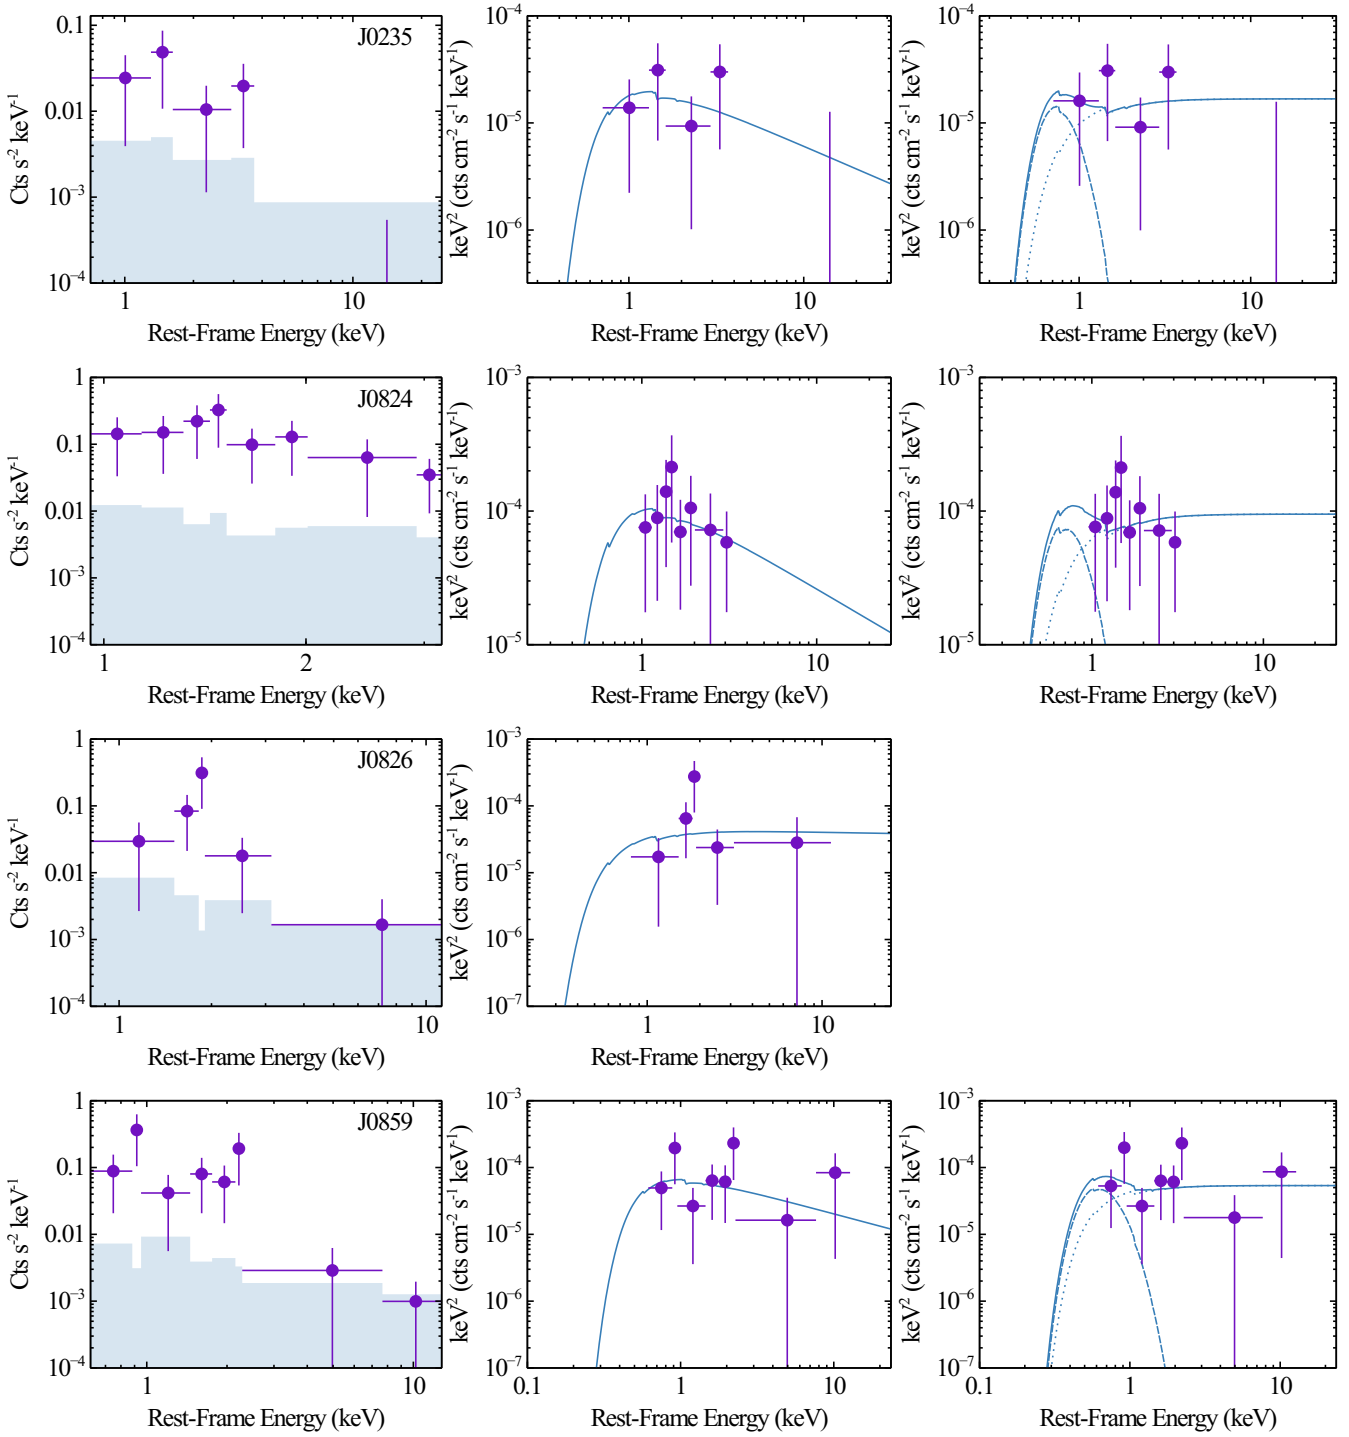 J0235
Cts s⁻² keV⁻¹
0.1
0.01
10⁻³
10⁻⁴
1 10
Rest-Frame Energy (keV)
keV² (cts cm⁻² s⁻¹ keV⁻¹)
10⁻⁴
10⁻⁵
10⁻⁶
1 10
Rest-Frame Energy (keV)
keV² (cts cm⁻² s⁻¹ keV⁻¹)
10⁻⁴
10⁻⁵
10⁻⁶
1 10
Rest-Frame Energy (keV)
J0824
Cts s⁻² keV⁻¹
1
0.1
0.01
10⁻³
10⁻⁴
1 2
Rest-Frame Energy (keV)
keV² (cts cm⁻² s⁻¹ keV⁻¹)
10⁻³
10⁻⁴
10⁻⁵
1 10
Rest-Frame Energy (keV)
keV² (cts cm⁻² s⁻¹ keV⁻¹)
10⁻³
10⁻⁴
10⁻⁵
1 10
Rest-Frame Energy (keV)
J0826
Cts s⁻² keV⁻¹
1
0.1
0.01
10⁻³
10⁻⁴
1 10
Rest-Frame Energy (keV)
keV² (cts cm⁻² s⁻¹ keV⁻¹)
10⁻³
10⁻⁴
10⁻⁵
10⁻⁶
10⁻⁷
1 10
Rest-Frame Energy (keV)
J0859
Cts s⁻² keV⁻¹
1
0.1
0.01
10⁻³
10⁻⁴
1 10
Rest-Frame Energy (keV)
keV² (cts cm⁻² s⁻¹ keV⁻¹)
10⁻³
10⁻⁴
10⁻⁵
10⁻⁶
10⁻⁷
0.1 1 10
Rest-Frame Energy (keV)
keV² (cts cm⁻² s⁻¹ keV⁻¹)
10⁻³
10⁻⁴
10⁻⁵
10⁻⁶
10⁻⁷
0.1 1 10
Rest-Frame Energy (keV)